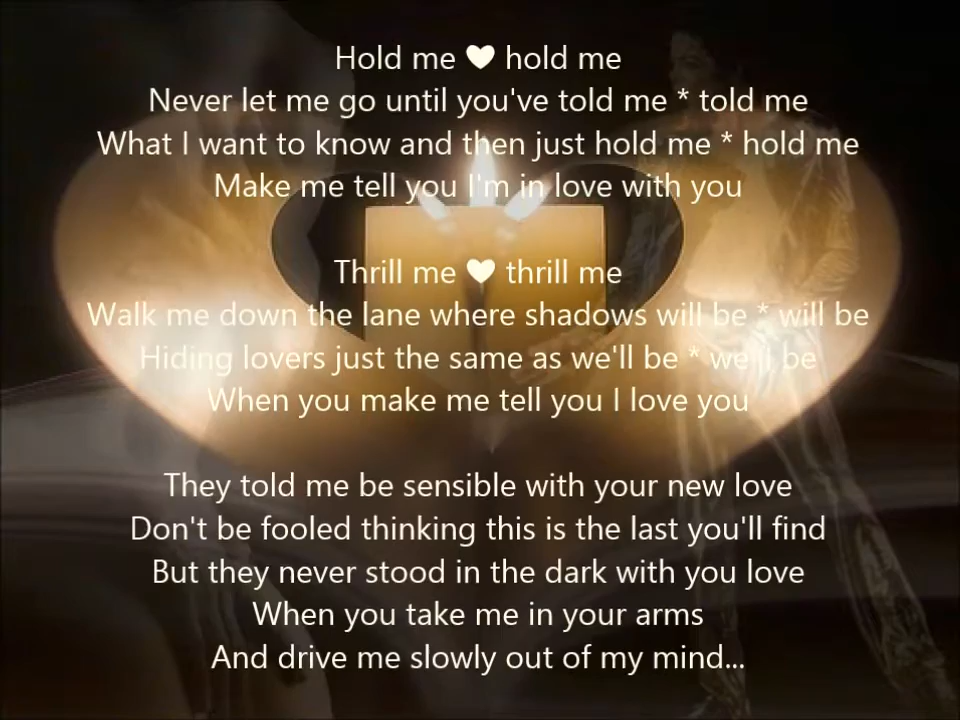 Hold me ♥ hold me
Never let me go until you've told me * told me
What I want to know and then just hold me * hold me
Make me tell you I'm in love with you
Thrill me ♥ thrill me
Walk me down the lane where shadows will be * will be
Hiding lovers just the same as we'll be * we'll be
When you make me tell you I love you
They told me be sensible with your new love
Don't be fooled thinking this is the last you'll find
But they never stood in the dark with you love
When you take me in your arms
And drive me slowly out of my mind...